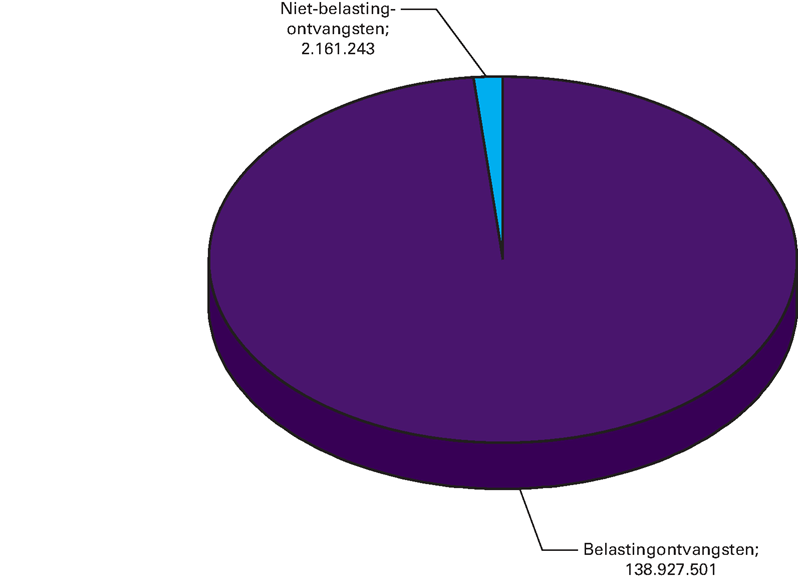 Niet-belasting-
ontvangsten;
2.161.243
Belastingontvangsten;
138.927.501